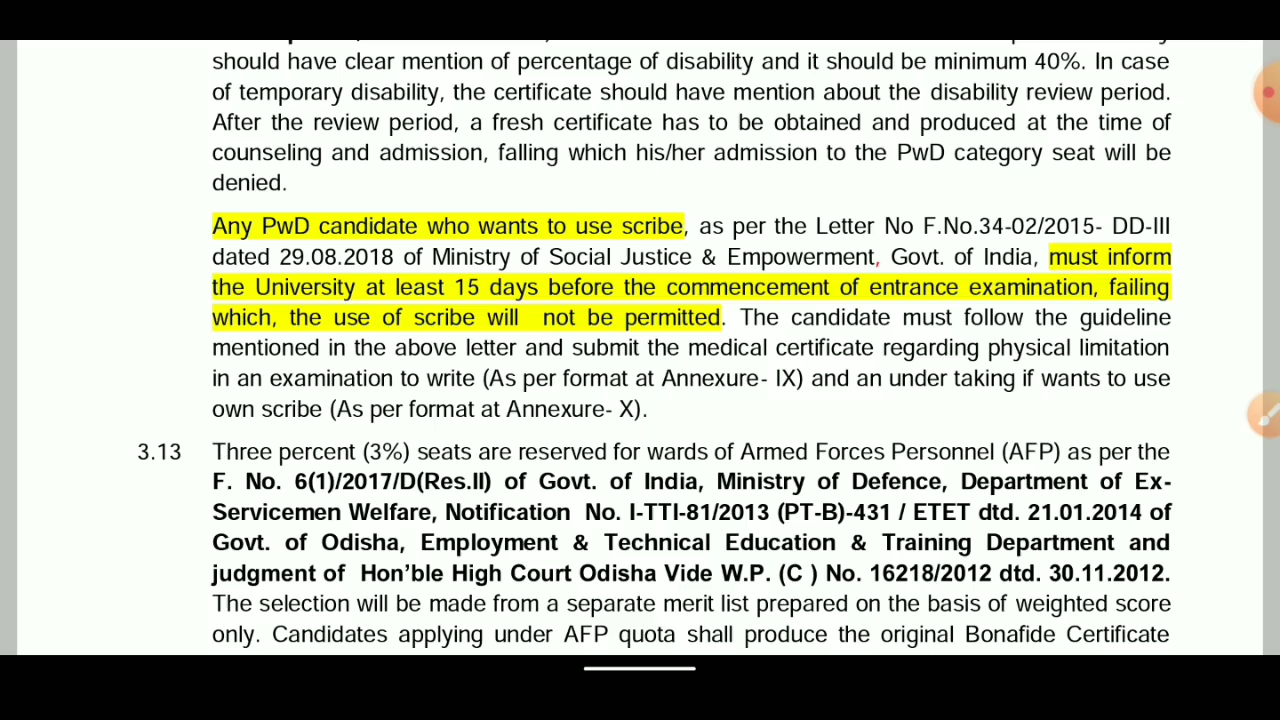 should have clear mention of percentage of disability and it should be minimum 40%. In case
of temporary disability, the certificate should have mention about the disability review period.
After the review period, a fresh certificate has to be obtained and produced at the time of
counseling and admission, falling which his/her admission to the PwD category seat will be
denied.
Any PwD candidate who wants to use scribe, as per the Letter No F.No.34-02/2015- DD-III
dated 29.08.2018 of Ministry of Social Justice & Empowerment, Govt. of India, must inform
the University at least 15 days before the commencement of entrance examination, failing
which, the use of scribe will not be permitted. The candidate must follow the guideline
mentioned in the above letter and submit the medical certificate regarding physical limitation
in an examination to write (As per format at Annexure- IX) and an under taking if wants to use
own scribe (As per format at Annexure- X).
3.13 Three percent (3%) seats are reserved for wards of Armed Forces Personnel (AFP) as per the
F. No. 6(1)/2017/D(Res.II) of Govt. of India, Ministry of Defence, Department of Ex-
Servicemen Welfare, Notification No. I-TTI-81/2013 (PT-B)-431 / ETET dtd. 21.01.2014 of
Govt. of Odisha, Employment & Technical Education & Training Department and
judgment of Hon'ble High Court Odisha Vide W.P. (C ) No. 16218/2012 dtd. 30.11.2012.
The selection will be made from a separate merit list prepared on the basis of weighted score
only. Candidates applying under AFP quota shall produce the original Bonafide Certificate